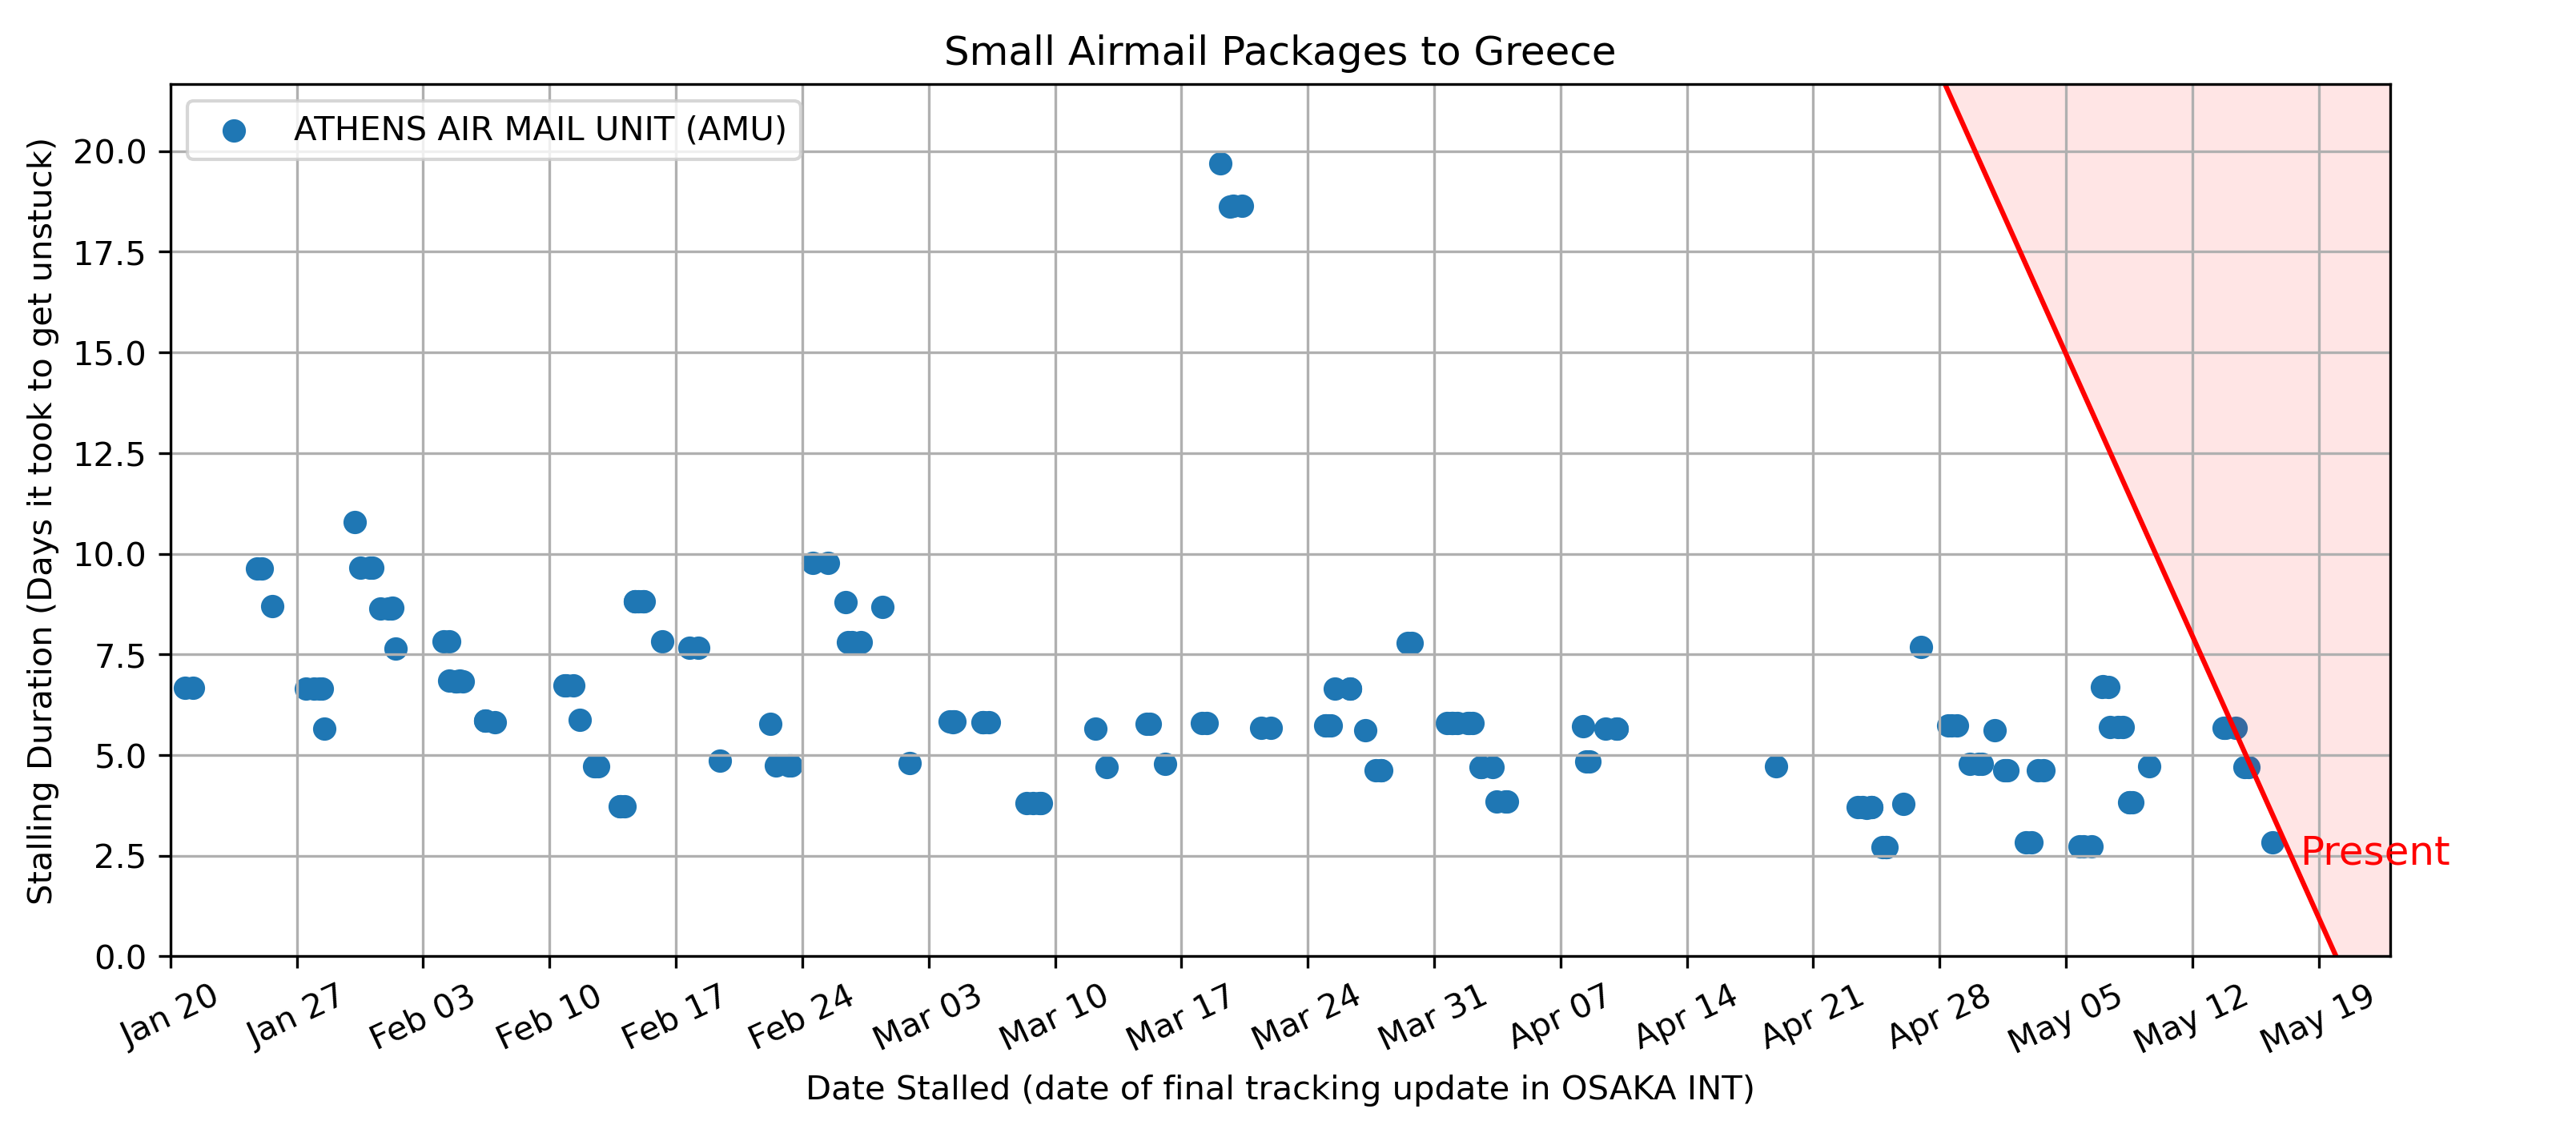 Small Airmail Packages to Greece
ATHENS AIR MAIL UNIT (AMU)
Stalling Duration (Days it took to get unstuck)
20.0
17.5
15.0
12.5
10.0
7.5
5.0
2.5
0.0
Present
Jan 20 Jan 27 Feb 03 Feb 10 Feb 17 Feb 24 Mar 03 Mar 10 Mar 17 Mar 24 Mar 31 Apr 07 Apr 14 Apr 21 Apr 28 May 05 May 12 May 19
Date Stalled (date of final tracking update in OSAKA INT)